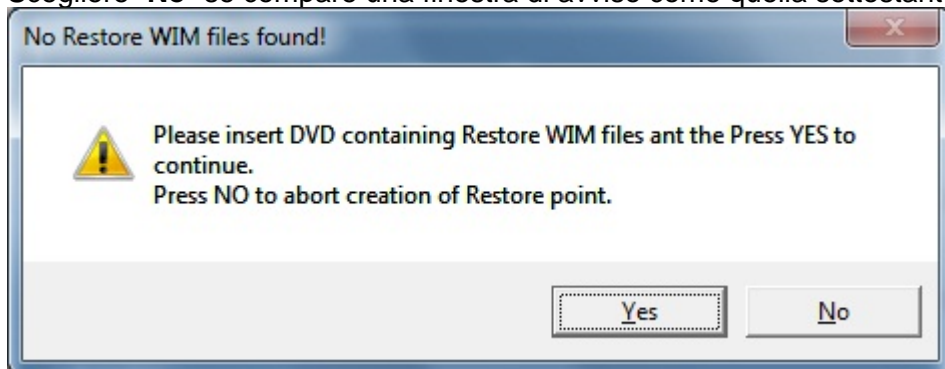 Scegliere "No" se compare una finestra di avviso come quella
No Restore WIM files found!
Please insert DVD containing Restore WIM files ant the Press YES to
continue.
Press NO to abort creation of Restore point.
Yes
No